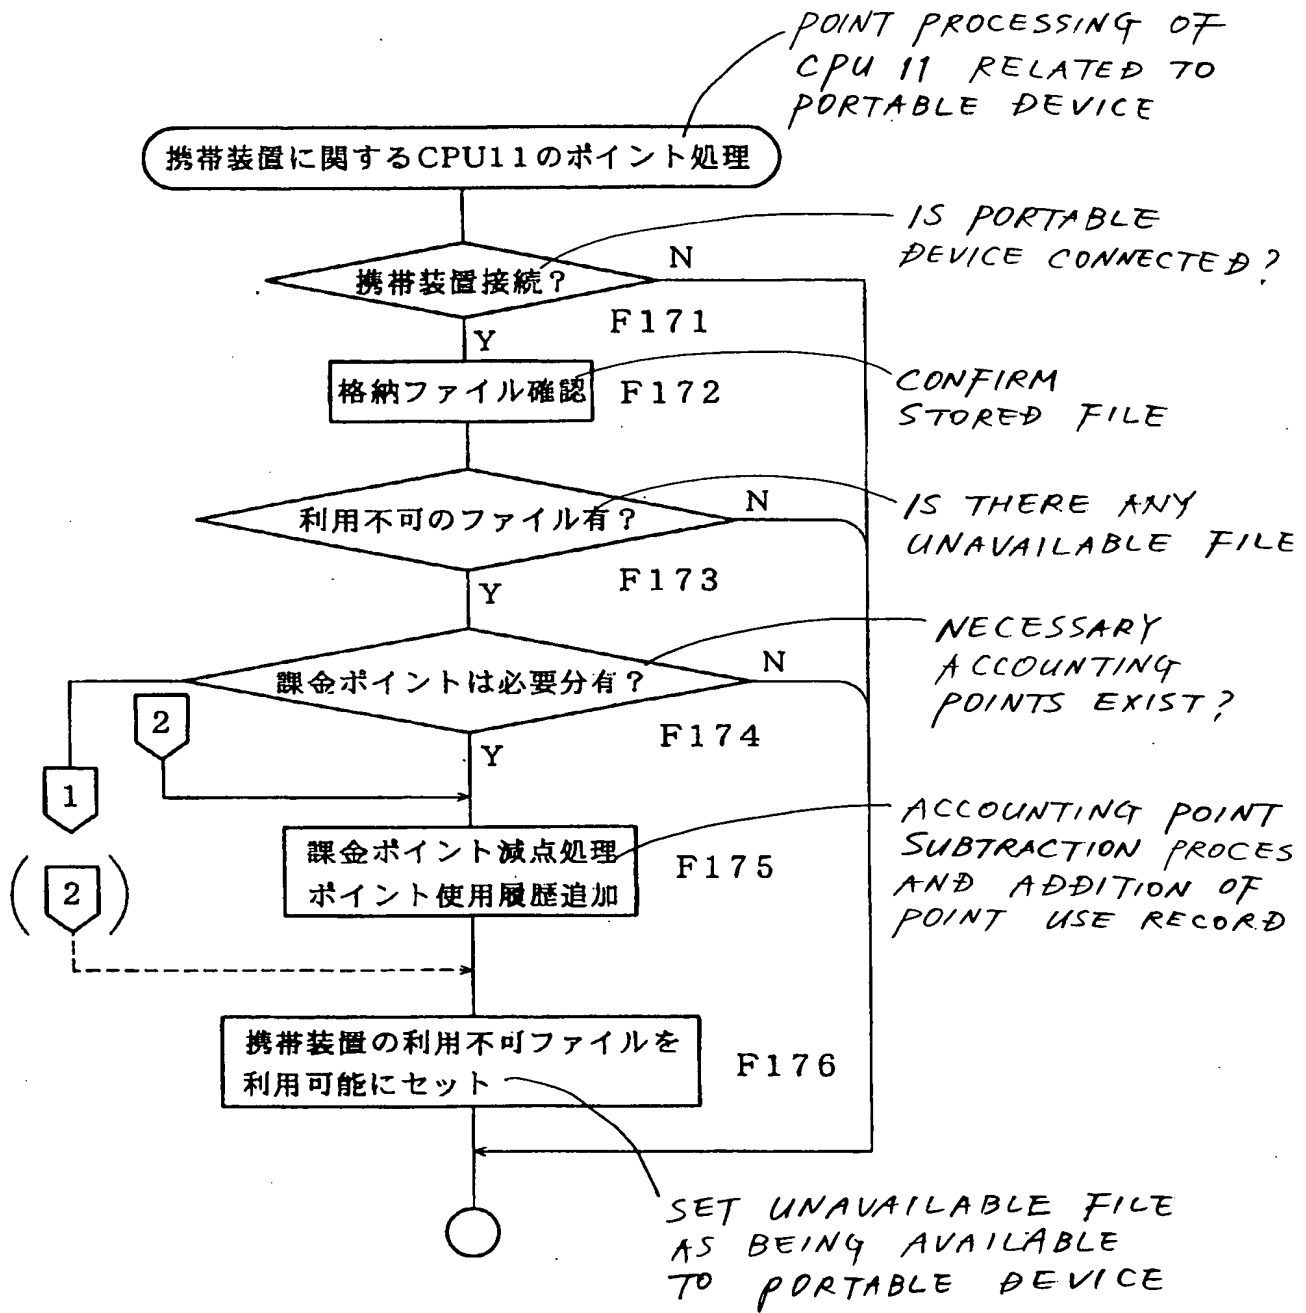 POINT PROCESSING OF
CPU 11 RELATED TO
PORTABLE DEVICE
携帯装置に関するCPU11のポイント処理
IS PORTABLE
DEVICE CONNECTED?
携帯装置接続?
N
F171
Y
格納ファイル確認
F172
CONFIRM
STORED FILE
利用不可のファイル有?
N
IS THERE ANY
UNAVAILABLE FILE
F173
Y
NECESSARY
ACCOUNTING
POINTS EXIST?
課金ポイントは必要分有?
N
2
F174
Y
1
ACCOUNTING POINT
SUBTRACTION PROCES
AND ADDITION OF
POINT USE RECORD
課金ポイント減点処理
ポイント使用履歴追加
F175
(2)
携帯装置の利用不可ファイルを
利用可能にセット
F176
SET UNAVAILABLE FILE
AS BEING AVAILABLE
TO PORTABLE DEVICE